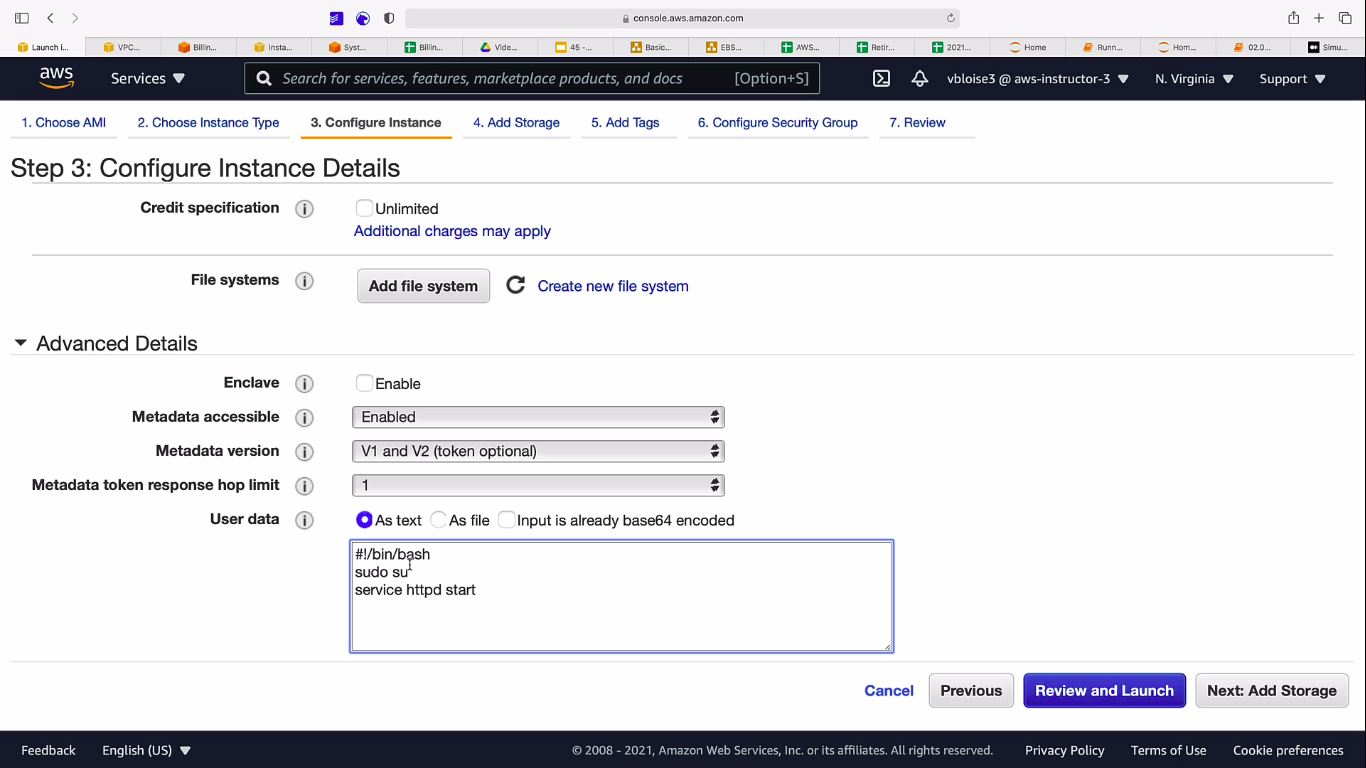 console.aws.amazon.com
Launch i...
VPC...
Billin...
Insta...
Syst...
Billin...
Vide...
45 -...
Basic...
EBS...
AWS...
Retir...
2021...
Home
Runn...
Hom...
02.0...
Simu...
aws
Services
Search for services, features, marketplace products, and docs
[Option+S]
vbloise3 @ aws-instructor-3
N. Virginia
Support
1. Choose AMI
2. Choose Instance Type
3. Configure Instance
4. Add Storage
5. Add Tags
6. Configure Security Group
7. Review
Step 3: Configure Instance Details
Credit specification
Unlimited
Additional charges may apply
File systems
Add file system
Create new file system
Advanced Details
Enclave
Enable
Metadata accessible
Enabled
Metadata version
V1 and V2 (token optional)
Metadata token response hop limit
1
User data
As text
As file
Input is already base64 encoded
#!/bin/bash
sudo su
service httpd start
Cancel
Previous
Review and Launch
Next: Add Storage
Feedback
English (US)
© 2008 - 2021, Amazon Web Services, Inc. or its affiliates. All rights reserved.
Privacy Policy
Terms of Use
Cookie preferences